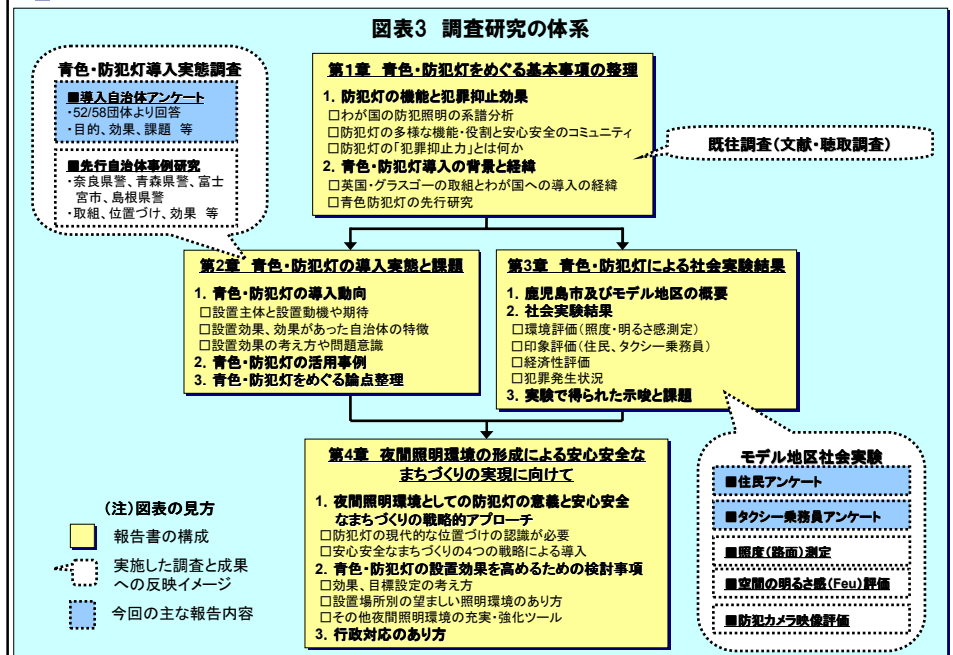 図表3 調査研究の体系
青色・防犯灯導入実態調査
■導入自治体アンケート
・52/58団体より回答
・目的、効果、課題 等
■先行自治体事例研究
・奈良県警、青森県警、富士
宮市、島根県警
・取組、位置づけ、効果 等
第1章 青色・防犯灯をめぐる基本事項の整理
1. 防犯灯の機能と犯罪抑止効果
□わが国の防犯照明の系譜分析
□防犯灯の多様な機能・役割と安心安全のコミュニティ
□防犯灯の「犯罪抑止力」とは何か
2. 青色・防犯灯導入の背景と経緯
□英国・グラスゴーの取組とわが国への導入の経緯
□青色防犯灯の先行研究
既往調査(文献・聴取調査)
第2章 青色・防犯灯の導入実態と課題
1. 青色・防犯灯の導入動向
□設置主体と設置動機や期待
□設置効果、効果があった自治体の特徴
□設置効果の考え方や問題意識
2. 青色・防犯灯の活用事例
3. 青色・防犯灯をめぐる論点整理
第3章 青色・防犯灯による社会実験結果
1. 鹿児島市及びモデル地区の概要
2. 社会実験結果
□環境評価(照度・明るさ感測定)
□印象評価(住民、タクシー乗務員)
□経済性評価
□犯罪発生状況
3. 実験で得られた示唆と課題
第4章 夜間照明環境の形成による安心安全な
まちづくりの実現に向けて
1. 夜間照明環境としての防犯灯の意義と安心安全
なまちづくりの戦略的アプローチ
□防犯灯の現代的な位置づけの認識が必要
□安心安全なまちづくりの4つの戦略による導入
2. 青色・防犯灯の設置効果を高めるための検討事項
□効果、目標設定の考え方
□設置場所別の望ましい照明環境のあり方
□その他夜間照明環境の充実・強化ツール
3. 行政対応のあり方
モデル地区社会実験
■住民アンケート
■タクシー乗務員アンケート
■照度(路面)測定
■空間の明るさ感(Feu)評価
■防犯カメラ映像評価
(注)図表の見方
報告書の構成
実施した調査と成果
への反映イメージ
今回の主な報告内容